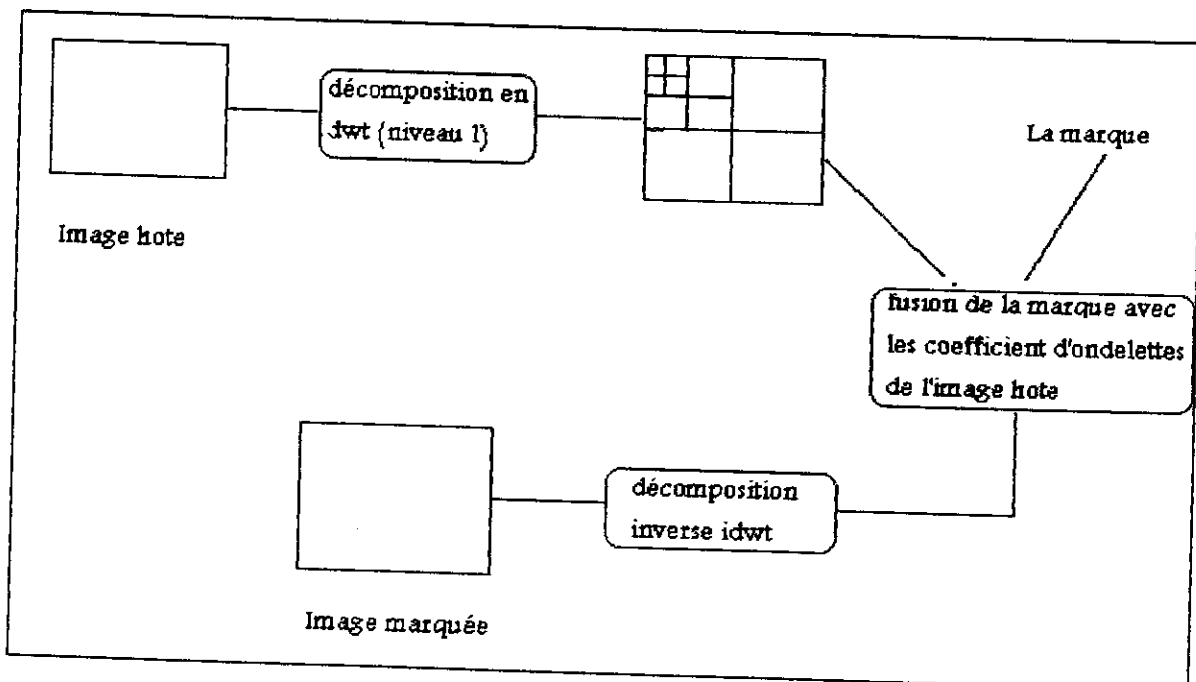 décomposition en
dwt (niveau 1)
La marque
Image hote
fusion de la marque avec
les coefficient d'ondelettes
de l'image hote
décomposition
inverse idwt
Image marquée